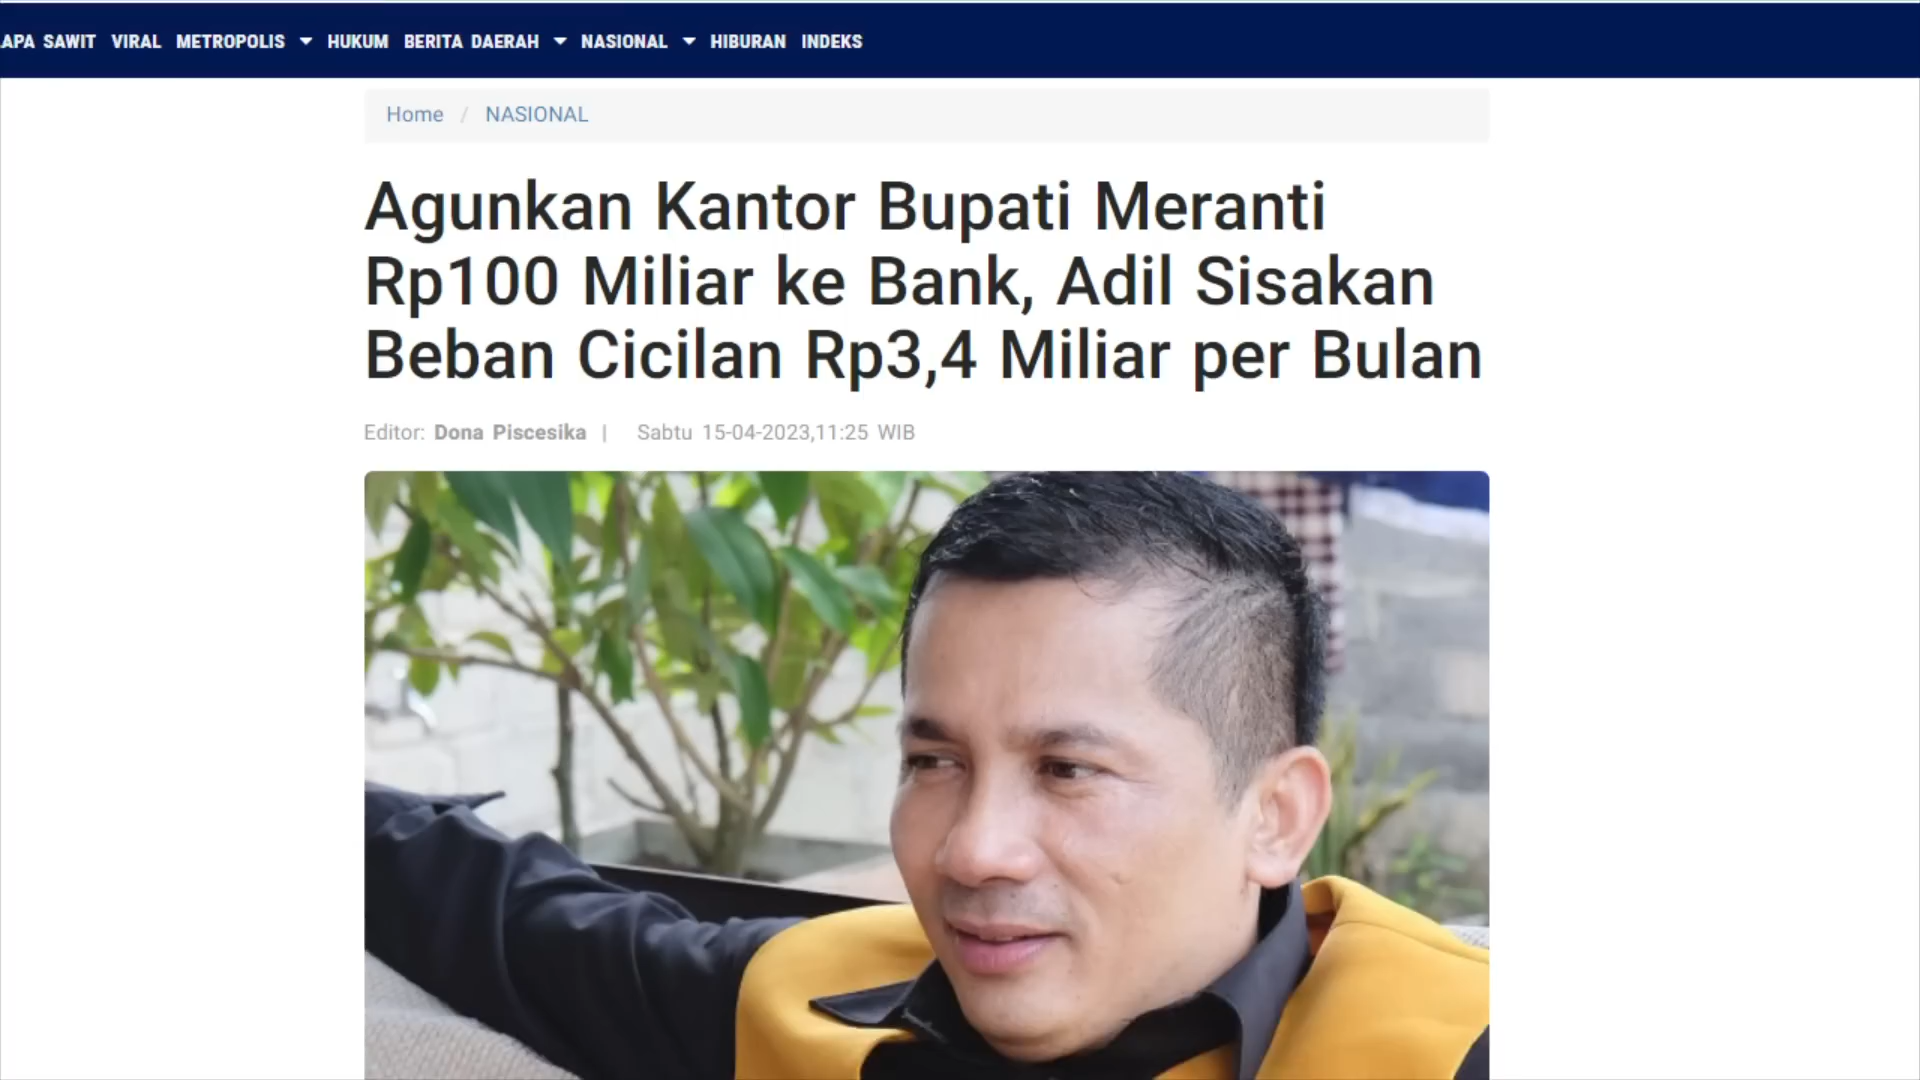 APA SAWIT VIRAL METROPOLIS HUKUM BERITA DAERAH NASIONAL HIBURAN INDEKS
Home / NASIONAL
Agunkan Kantor Bupati Meranti
Rp100 Miliar ke Bank, Adil Sisakan
Beban Cicilan Rp3,4 Miliar per Bulan
Editor: Dona Piscesika | Sabtu 15-04-2023,11:25 WIB